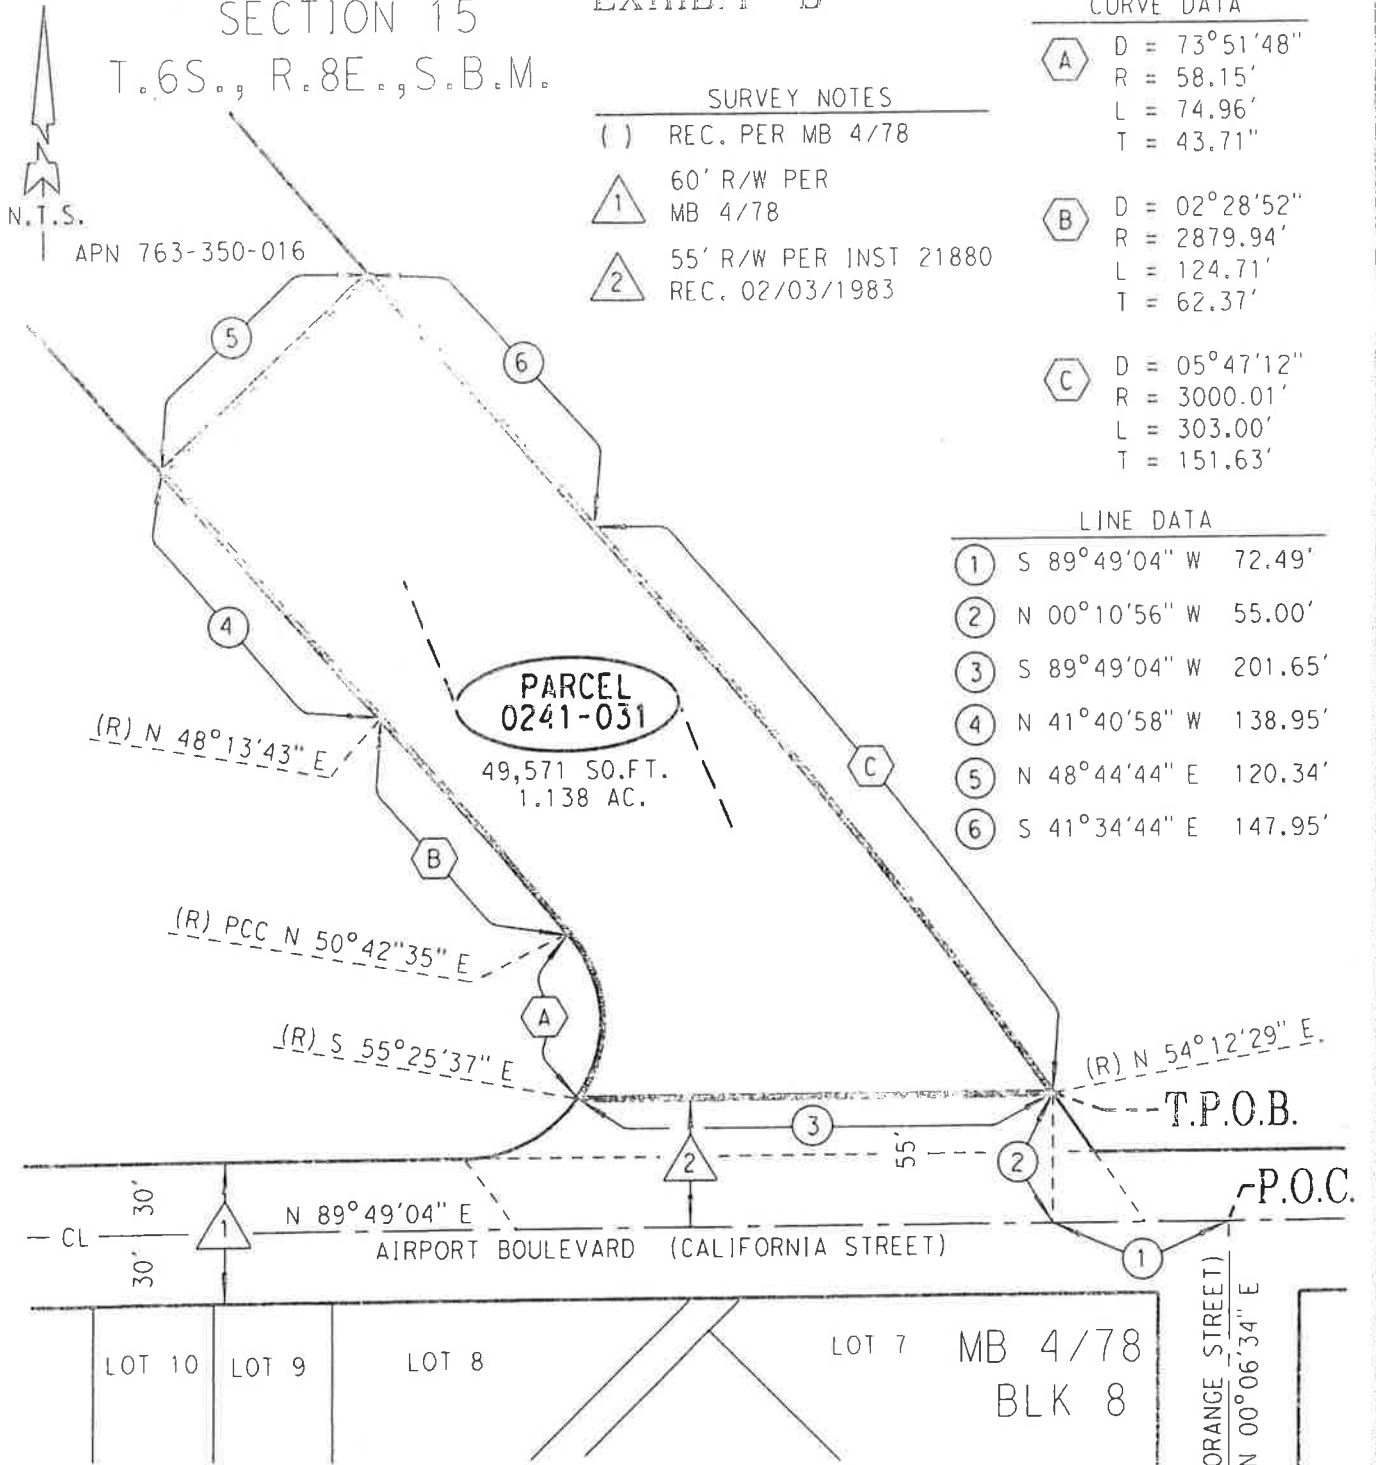 SECTION 15
T.6S., R.8E., S.B.M.
N.T.S.
APN 763-350-016
SURVEY NOTES
( ) REC. PER MB 4/78
1 60' R/W PER
MB 4/78
2 55' R/W PER INST 21880
REC. 02/03/1983
CURVE DATA
A D = 73°51'48"
R = 58.15'
L = 74.96'
T = 43.71"
B D = 02°28'52"
R = 2879.94'
L = 124.71'
T = 62.37'
C D = 05°47'12"
R = 3000.01'
L = 303.00'
T = 151.63'
LINE DATA
1 S 89°49'04" W 72.49'
2 N 00°10'56" W 55.00'
3 S 89°49'04" W 201.65'
4 N 41°40'58" W 138.95'
5 N 48°44'44" E 120.34'
6 S 41°34'44" E 147.95'
5
6
4
PARCEL
0241-031
49,571 SQ.FT.
1.138 AC.
C
(R) N 48°13'43" E
B
(R) PCC N 50°42"35" E
A
(R) S 55°25'37" E
(R) N 54°12'29" E.
T.P.O.B.
3
2
55'
2
P.O.C.
30'
1
N 89°49'04" E
CL
30'
AIRPORT BOULEVARD (CALIFORNIA STREET)
1
LOT 10
LOT 9
LOT 8
LOT 7
MB 4/78
BLK 8
ORANGE STREET)
N 00°06'34" E